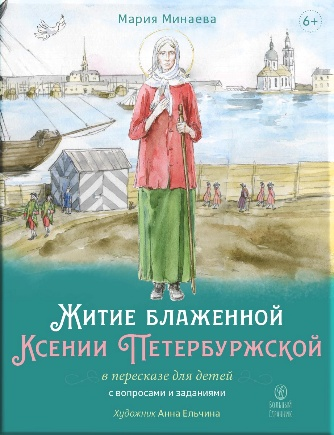 Мария Минаева
6+
Житие блаженной
Ксении Петербуржской
в пересказе для детей
с вопросами и заданиями
Художник Анна Ельчина